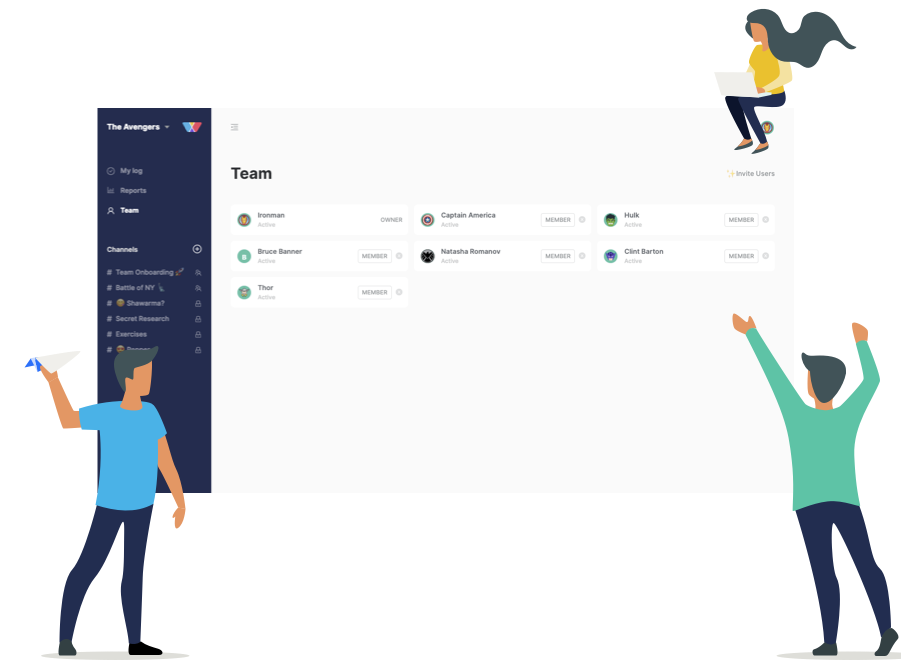 The Avengers
My log
Reports
Team
Channels
# Team Onboarding
# Battle of NY
# Shawarma?
# Secret Research
# Exercises
#
Team
Invite Users
Ironman
Active
OWNER
Captain America
Active
MEMBER
Hulk
Active
MEMBER
Bruce Banner
Active
MEMBER
Natasha Romanov
Active
MEMBER
Clint Barton
Active
MEMBER
Thor
Active
MEMBER